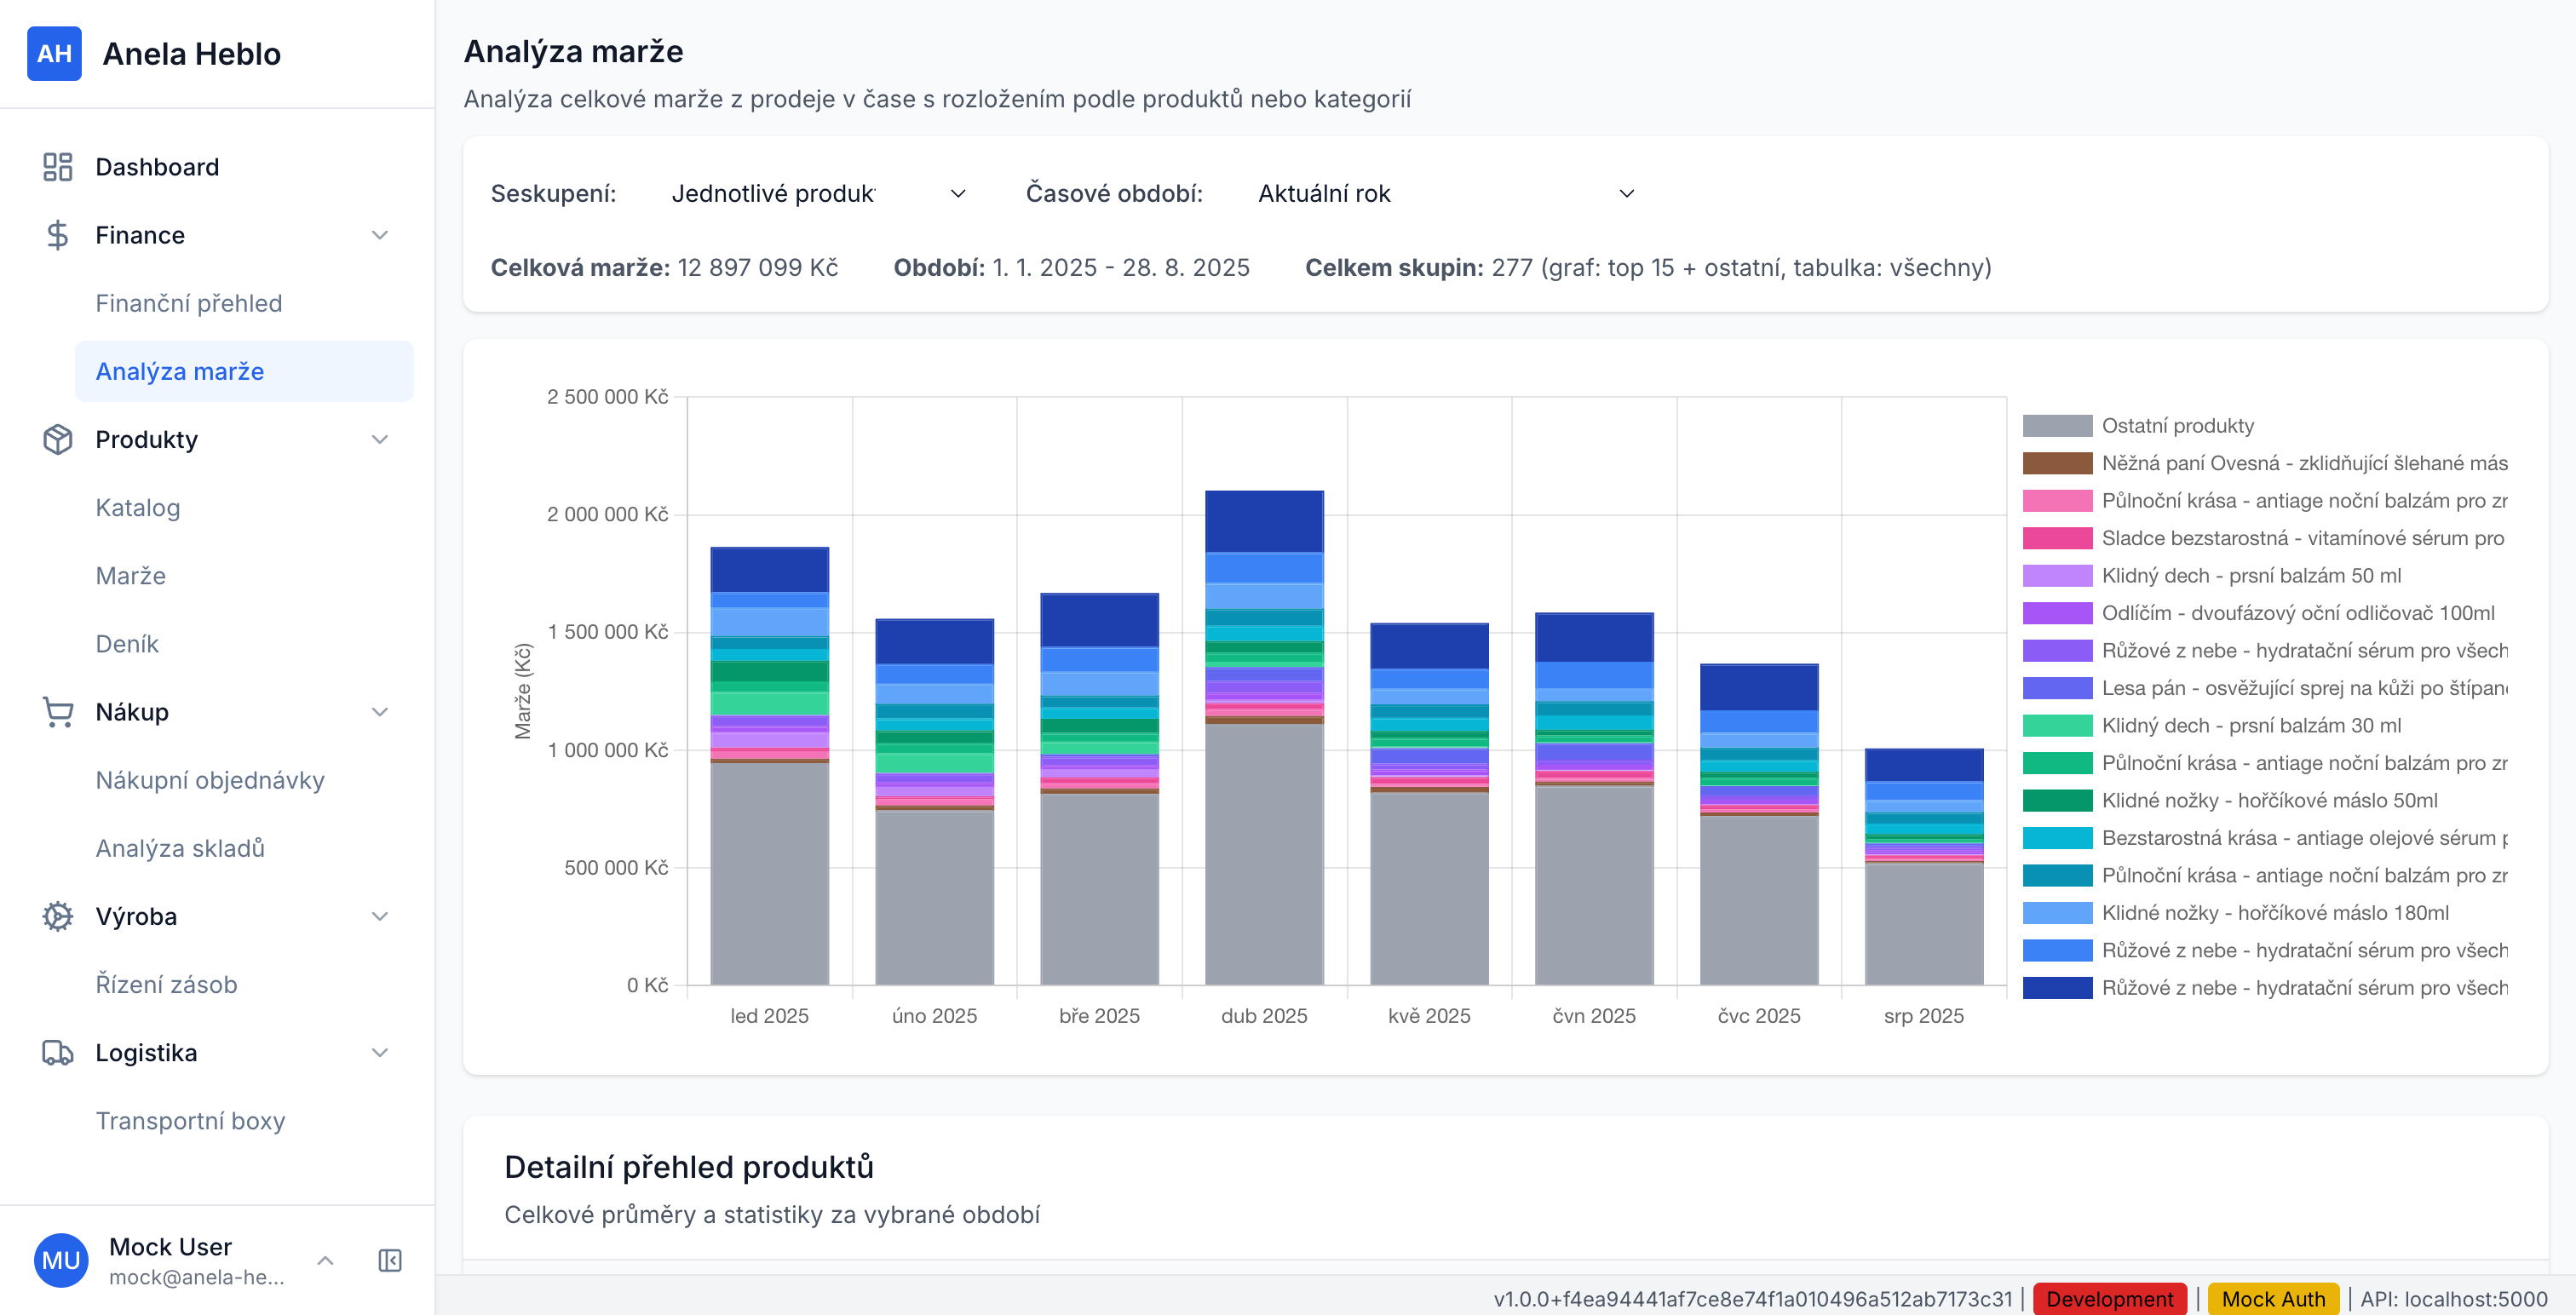 AH Anela Heblo
Dashboard
Finance
Finanční přehled
Analýza marže
Produkty
Katalog
Marže
Deník
Nákup
Nákupní objednávky
Analýza skladů
Výroba
Řízení zásob
Logistika
Transportní boxy
MU Mock User
mock@anela-he...
Analýza marže
Analýza celkové marže z prodeje v čase s rozložením podle produktů nebo kategorií
Seskupení: Jednotlivé produk Časové období: Aktuální rok
Celková marže: 12 897 099 Kč Období: 1. 1. 2025 - 28. 8. 2025 Celkem skupin: 277 (graf: top 15 + ostatní, tabulka: všechny)
Marže (Kč)
2 500 000 Kč
2 000 000 Kč
1 500 000 Kč
1 000 000 Kč
500 000 Kč
0 Kč
led 2025 úno 2025 bře 2025 dub 2025 kvě 2025 čvn 2025 čvc 2025 srp 2025
Ostatní produkty
Něžná paní Ovesná - zklidňující šlehané más
Půlnoční krása - antiage noční balzám pro zr
Sladce bezstarostná - vitamínové sérum pro
Klidný dech - prsní balzám 50 ml
Odlíčím - dvoufázový oční odličovač 100ml
Růžové z nebe - hydratační sérum pro všech
Lesa pán - osvěžující sprej na kůži po štípan
Klidný dech - prsní balzám 30 ml
Půlnoční krása - antiage noční balzám pro zr
Klidné nožky - hořčíkové máslo 50ml
Bezstarostná krása - antiage olejové sérum p
Půlnoční krása - antiage noční balzám pro zr
Klidné nožky - hořčíkové máslo 180ml
Růžové z nebe - hydratační sérum pro všech
Růžové z nebe - hydratační sérum pro všech
Detailní přehled produktů
Celkové průměry a statistiky za vybrané období
v1.0.0+f4ea94441af7ce8e74f1a010496a512ab7173c31 | Development | Mock Auth | API: localhost:5000